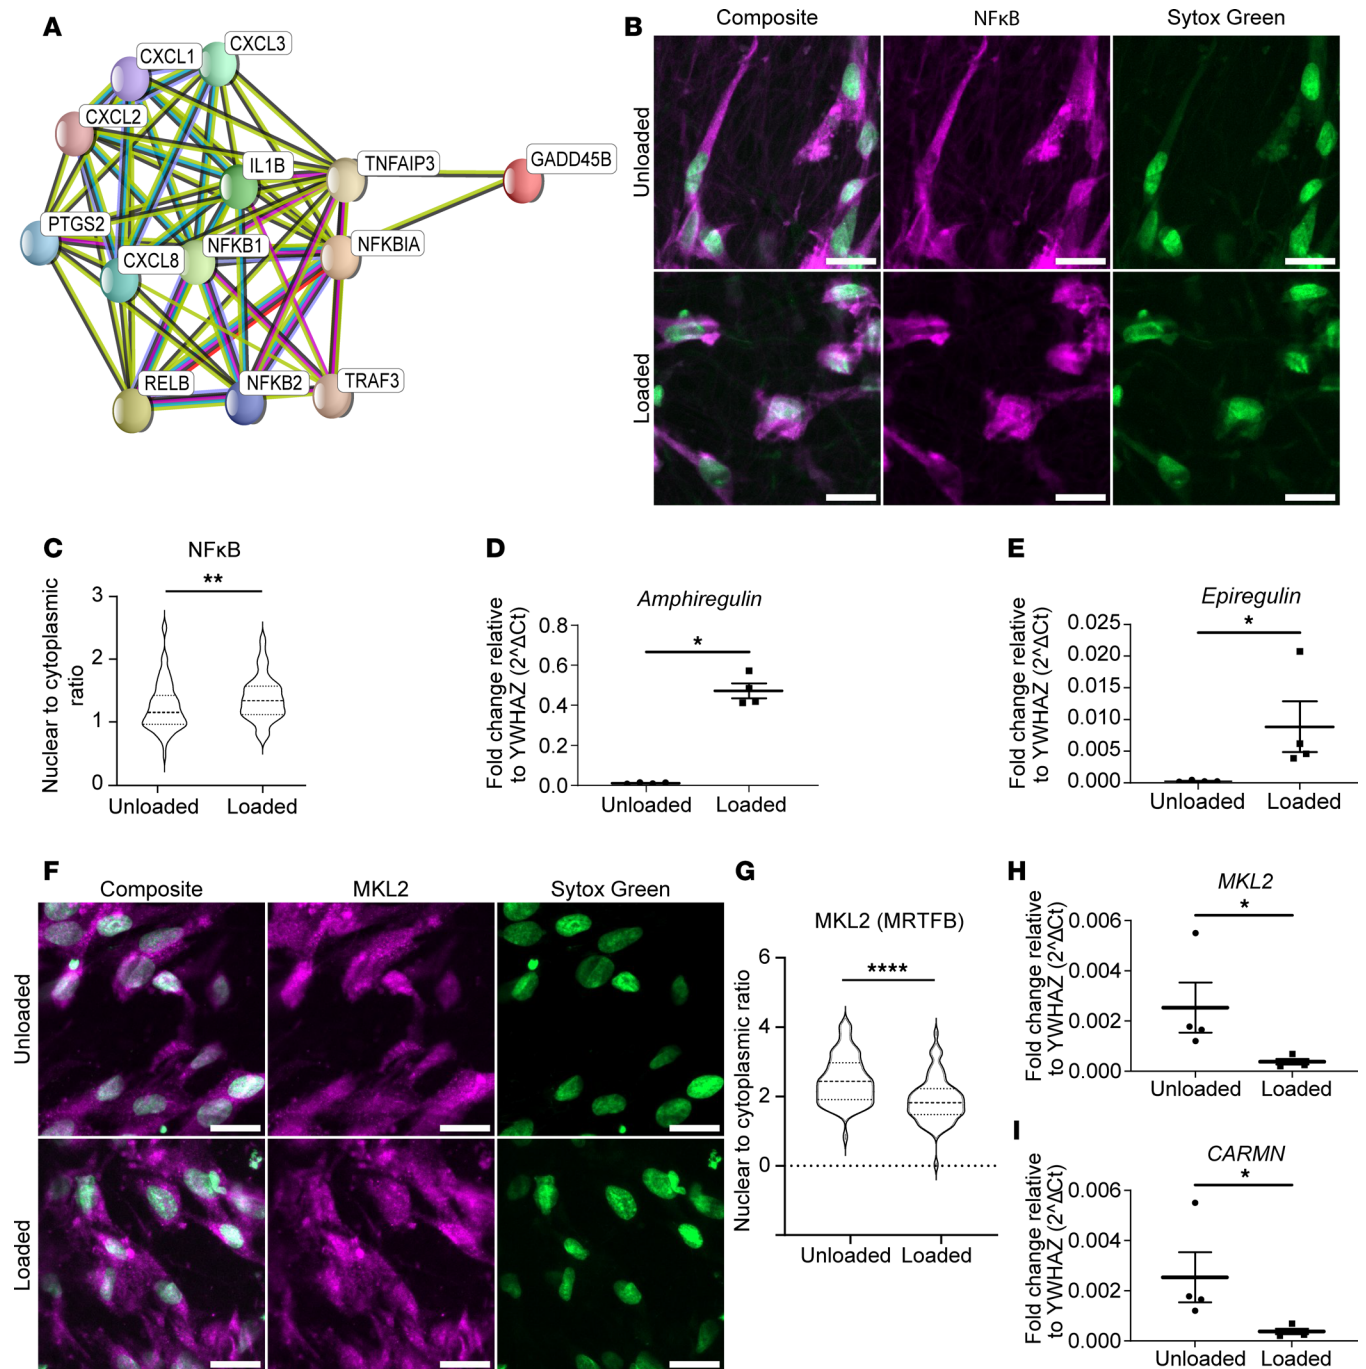 A
CXCL1
CXCL3
CXCL2
IL1B
TNFAIP3
GADD45B
PTGS2
NFKB1
NFKBIA
CXCL8
RELB
NFKB2
TRAF3
B
Composite
NFκB
Sytox Green
Unloaded
Loaded
C
NFκB
**
Nuclear to cytoplasmic
ratio
3
2
1
0
Unloaded
Loaded
D
Amphiregulin
*
Fold change relative
to YWHAZ (2^ΔCt)
0.8
0.6
0.4
0.2
0.0
Unloaded
Loaded
E
Epiregulin
*
Fold change relative
to YWHAZ (2^ΔCt)
0.025
0.020
0.015
0.010
0.005
0.000
Unloaded
Loaded
F
Composite
MKL2
Sytox Green
Unloaded
Loaded
G
MKL2 (MRTFB)
****
Nuclear to cytoplasmic ratio
6
4
2
0
Unloaded
Loaded
H
MKL2
*
Fold change relative
to YWHAZ (2^ΔCt)
0.006
0.004
0.002
0.000
Unloaded
Loaded
I
CARMN
*
Fold change relative
to YWHAZ (2^ΔCt)
0.006
0.004
0.002
0.000
Unloaded
Loaded